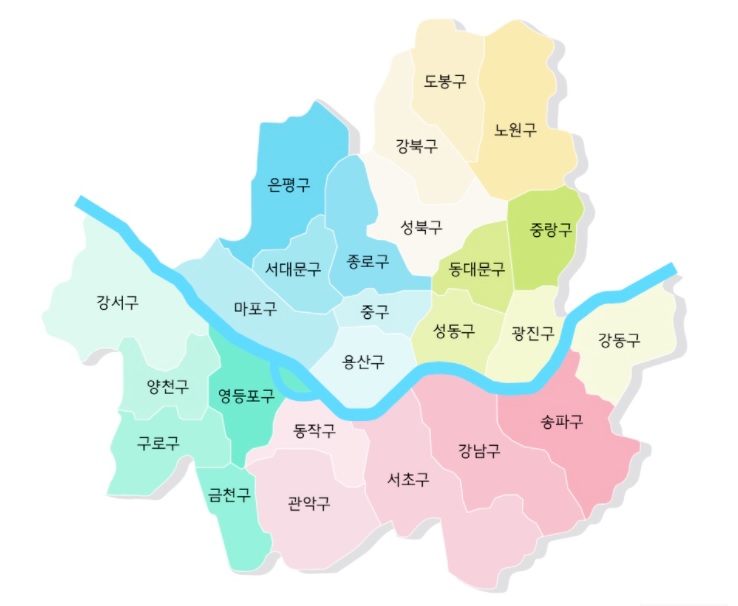 도봉구
노원구
강북구
은평구
성북구
중랑구
서대문구
종로구
동대문구
강서구
마포구
중구
성동구
광진구
강동구
용산구
양천구
영등포구
송파구
동작구
구로구
강남구
서초구
금천구
관악구